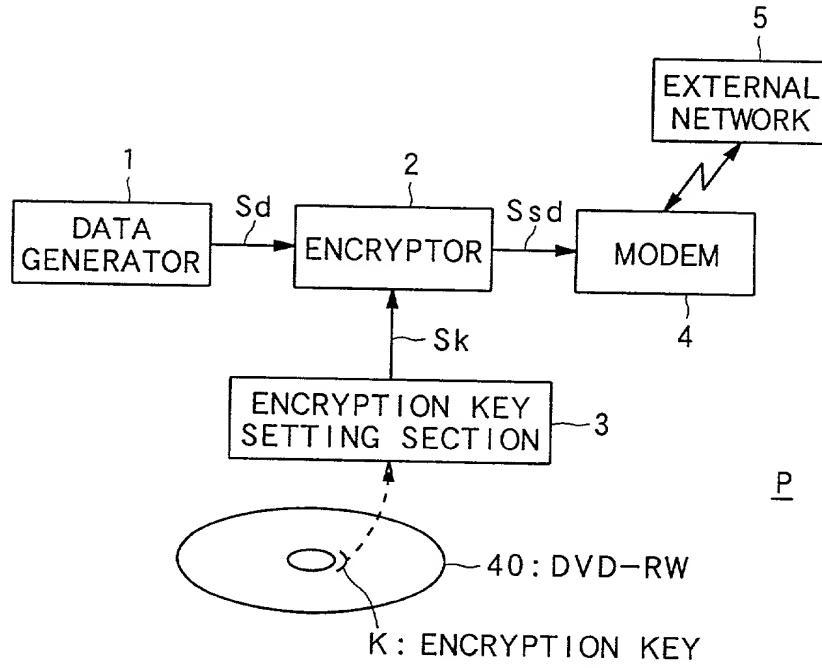 5
EXTERNAL
NETWORK
1
2
DATA
GENERATOR
Sd
ENCRYPTOR
Ssd
MODEM
4
Sk
ENCRYPTION KEY
SETTING SECTION
3
P
40:DVD-RW
K: ENCRYPTION KEY